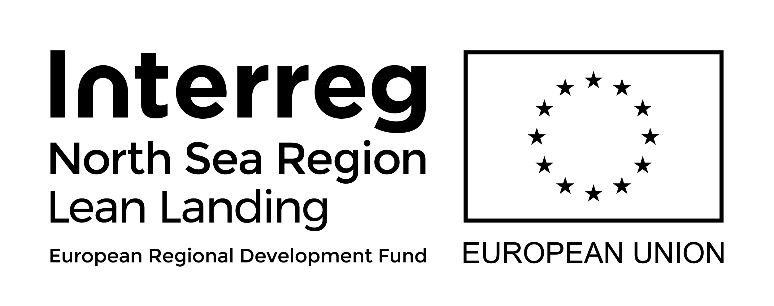 Interreg
North Sea Region
Lean Landing
European Regional Development Fund
EUROPEAN UNION